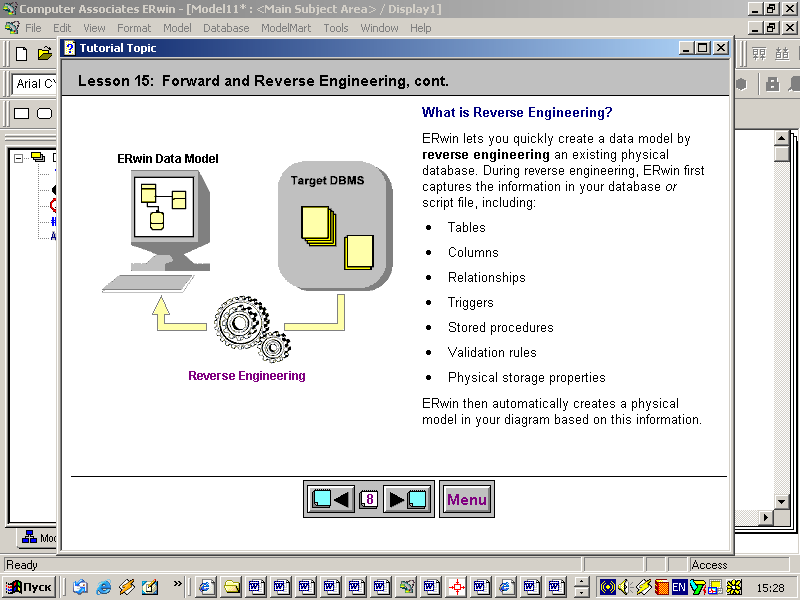 Computer Associates ERwin - [Model11* : <Main Subject Area> / Display1]
File Edit View Format Model Database ModelMart Tools Window Help
Tutorial Topic
Arial
Lesson 15: Forward and Reverse Engineering, cont.
ERwin Data Model
Target DBMS
Reverse Engineering
What is Reverse Engineering?
ERwin lets you quickly create a data model by
reverse engineering an existing physical
database. During reverse engineering, ERwin first
captures the information in your database or
script file, including:
• Tables
• Columns
• Relationships
• Triggers
• Stored procedures
• Validation rules
• Physical storage properties
ERwin then automatically creates a physical
model in your diagram based on this information.
8
Menu
Ready
Access
Пуск
EN
15:28